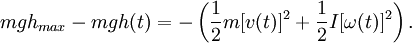 mgh_{max} - mgh(t) = -\left(\frac{1}{2}m[v(t)]^2 + \frac{1}{2}I[\omega(t)]^2\right).